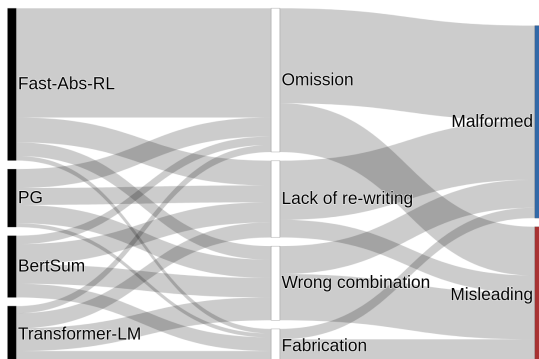 Fast-Abs-RL
PG
BertSum
Transformer-LM
Omission
Lack of re-writing
Wrong combination
Fabrication
Malformed
Misleading